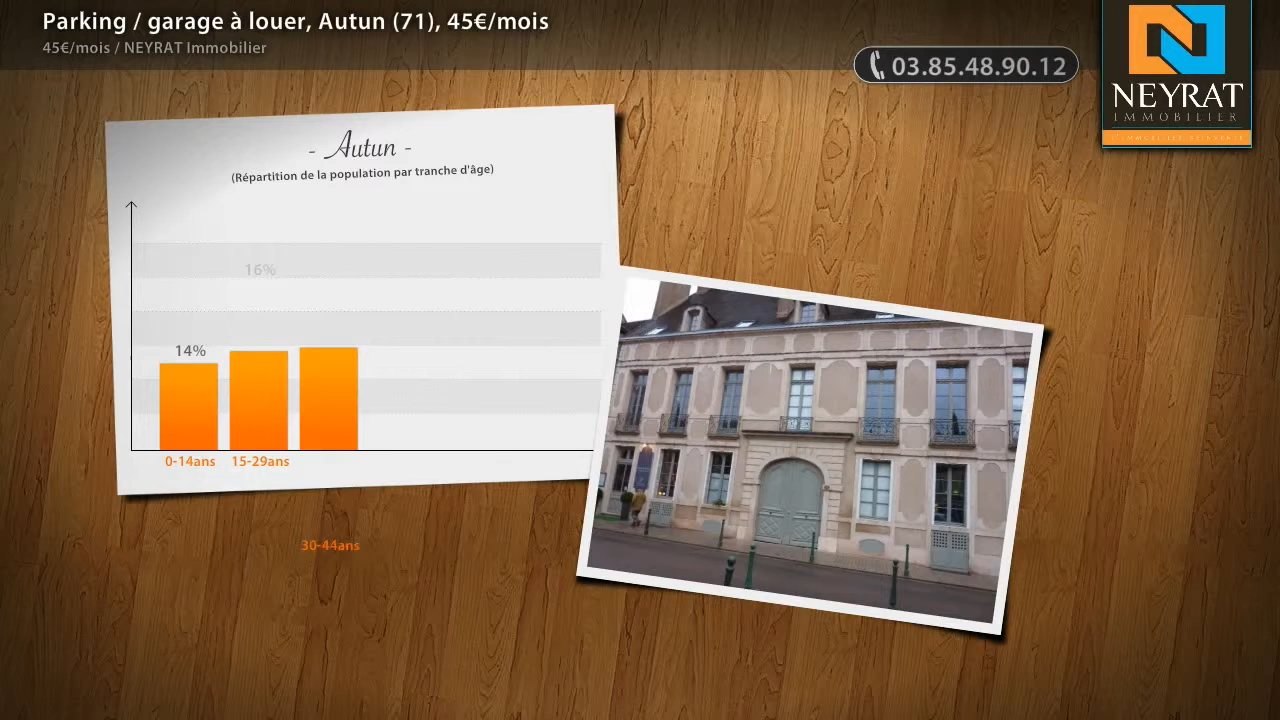 Parking / garage à louer, Autun (71), 45€/mois
45€/mois / NEYRAT Immobilier
03.85.48.90.12
NEYRAT
IMMOBILIER
- Autun -
(Répartition de la population par tranche d'âge)
16%
14%
0-14ans 15-29ans
30-44ans